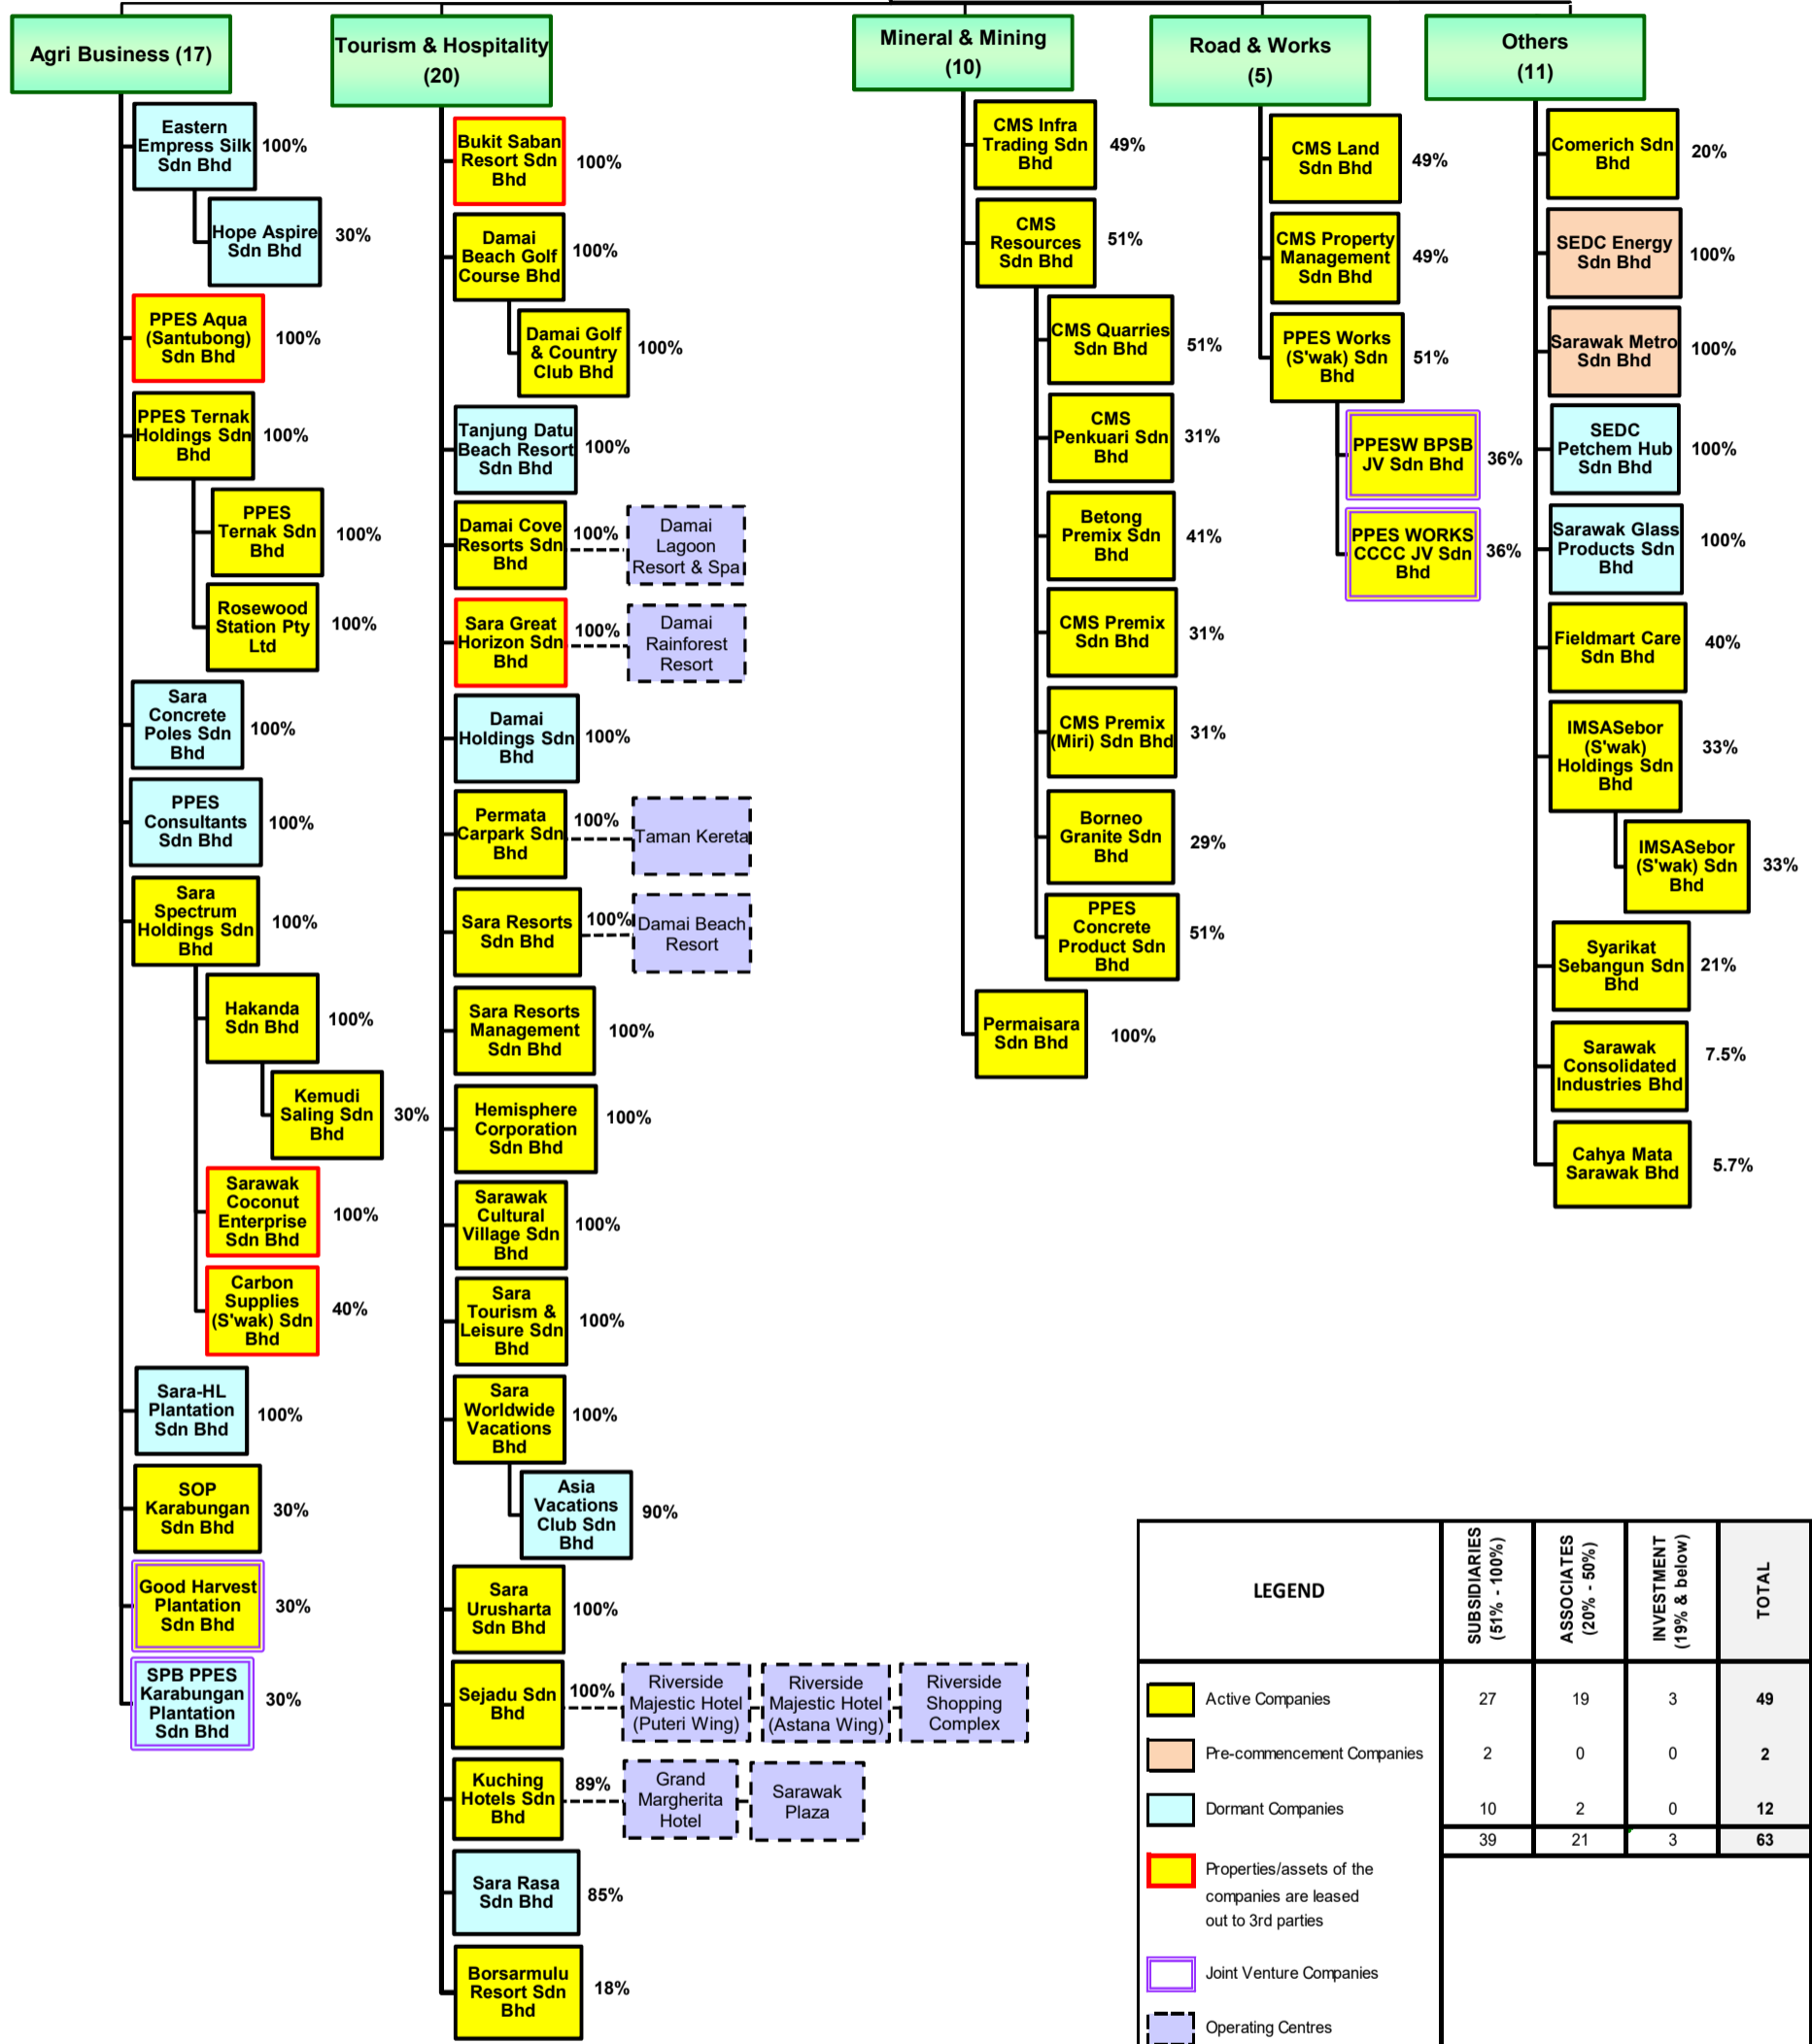 Agri Business (17)
Eastern
Empress Silk
Sdn Bhd
100%
Hope Aspire
Sdn Bhd
30%
PPES Aqua
(Santubong)
Sdn Bhd
100%
PPES Ternak
Holdings Sdn
Bhd
100%
PPES
Ternak Sdn
Bhd
100%
Rosewood
Station Pty
Ltd
100%
Sara
Concrete
Poles Sdn
Bhd
100%
PPES
Consultants
Sdn Bhd
100%
Sara
Spectrum
Holdings Sdn
Bhd
100%
Hakanda
Sdn Bhd
100%
Kemudi
Saling Sdn
Bhd
30%
Sarawak
Coconut
Enterprise
Sdn Bhd
100%
Carbon
Supplies
(S'wak) Sdn
Bhd
40%
Sara-HL
Plantation
Sdn Bhd
100%
SOP
Karabungan
Sdn Bhd
30%
Good Harvest
Plantation
Sdn Bhd
30%
SPB PPES
Karabungan
Plantation
Sdn Bhd
30%
Tourism & Hospitality
(20)
Bukit Saban
Resort Sdn
Bhd
100%
Damai
Beach Golf
Course Bhd
100%
Damai Golf
& Country
Club Bhd
100%
Tanjung Datu
Beach Resort
Sdn Bhd
100%
Damai Cove
Resorts Sdn
Bhd
100%
Damai
Lagoon
Resort & Spa
Sara Great
Horizon Sdn
Bhd
100%
Damai
Rainforest
Resort
Damai
Holdings Sdn
Bhd
100%
Permata
Carpark Sdn
Bhd
100%
Taman Kereta
Sara Resorts
Sdn Bhd
100%
Damai Beach
Resort
Sara Resorts
Management
Sdn Bhd
100%
Hemisphere
Corporation
Sdn Bhd
100%
Sarawak
Cultural
Village Sdn
Bhd
100%
Sara
Tourism &
Leisure Sdn
Bhd
100%
Sara
Worldwide
Vacations
Bhd
100%
Asia
Vacations
Club Sdn
Bhd
90%
Sara
Urusharta
Sdn Bhd
100%
Sejadu Sdn
Bhd
100%
Riverside
Majestic Hotel
(Puteri Wing)
Riverside
Majestic Hotel
(Astana Wing)
Riverside
Shopping
Complex
Kuching
Hotels Sdn
Bhd
89%
Grand
Margherita
Hotel
Sarawak
Plaza
Sara Rasa
Sdn Bhd
85%
Borsarmulu
Resort Sdn
Bhd
18%
Mineral & Mining
(10)
CMS Infra
Trading Sdn
Bhd
49%
CMS
Resources
Sdn Bhd
51%
CMS Quarries
Sdn Bhd
51%
CMS
Penkuari Sdn
Bhd
31%
Betong
Premix Sdn
Bhd
41%
CMS Premix
Sdn Bhd
31%
CMS Premix
(Miri) Sdn Bhd
31%
Borneo
Granite Sdn
Bhd
29%
PPES
Concrete
Product Sdn
Bhd
51%
Permaisara
Sdn Bhd
100%
Road & Works
(5)
CMS Land
Sdn Bhd
49%
CMS Property
Management
Sdn Bhd
49%
PPES Works
(S'wak) Sdn
Bhd
51%
PPESW BPSB
JV Sdn Bhd
36%
PPES WORKS
CCCC JV Sdn
Bhd
36%
Others
(11)
Comerich Sdn
Bhd
20%
SEDC Energy
Sdn Bhd
100%
Sarawak Metro
Sdn Bhd
100%
SEDC
Petchem Hub
Sdn Bhd
100%
Sarawak Glass
Products Sdn
Bhd
100%
Fieldmart Care
Sdn Bhd
40%
IMSASebor
(S'wak)
Holdings Sdn
Bhd
33%
IMSASebor
(S'wak) Sdn
Bhd
33%
Syarikat
Sebangun Sdn
Bhd
21%
Sarawak
Consolidated
Industries Bhd
7.5%
Cahya Mata
Sarawak Bhd
5.7%
LEGEND
SUBSIDIARIES
(51% - 100%)
ASSOCIATES
(20% - 50%)
INVESTMENT
(19% & below)
TOTAL
Active Companies 27 19 3 49
Pre-commencement Companies 2 0 0 2
Dormant Companies 10 2 0 12
39 21 3 63
Properties/assets of the
companies are leased
out to 3rd parties
Joint Venture Companies
Operating Centres